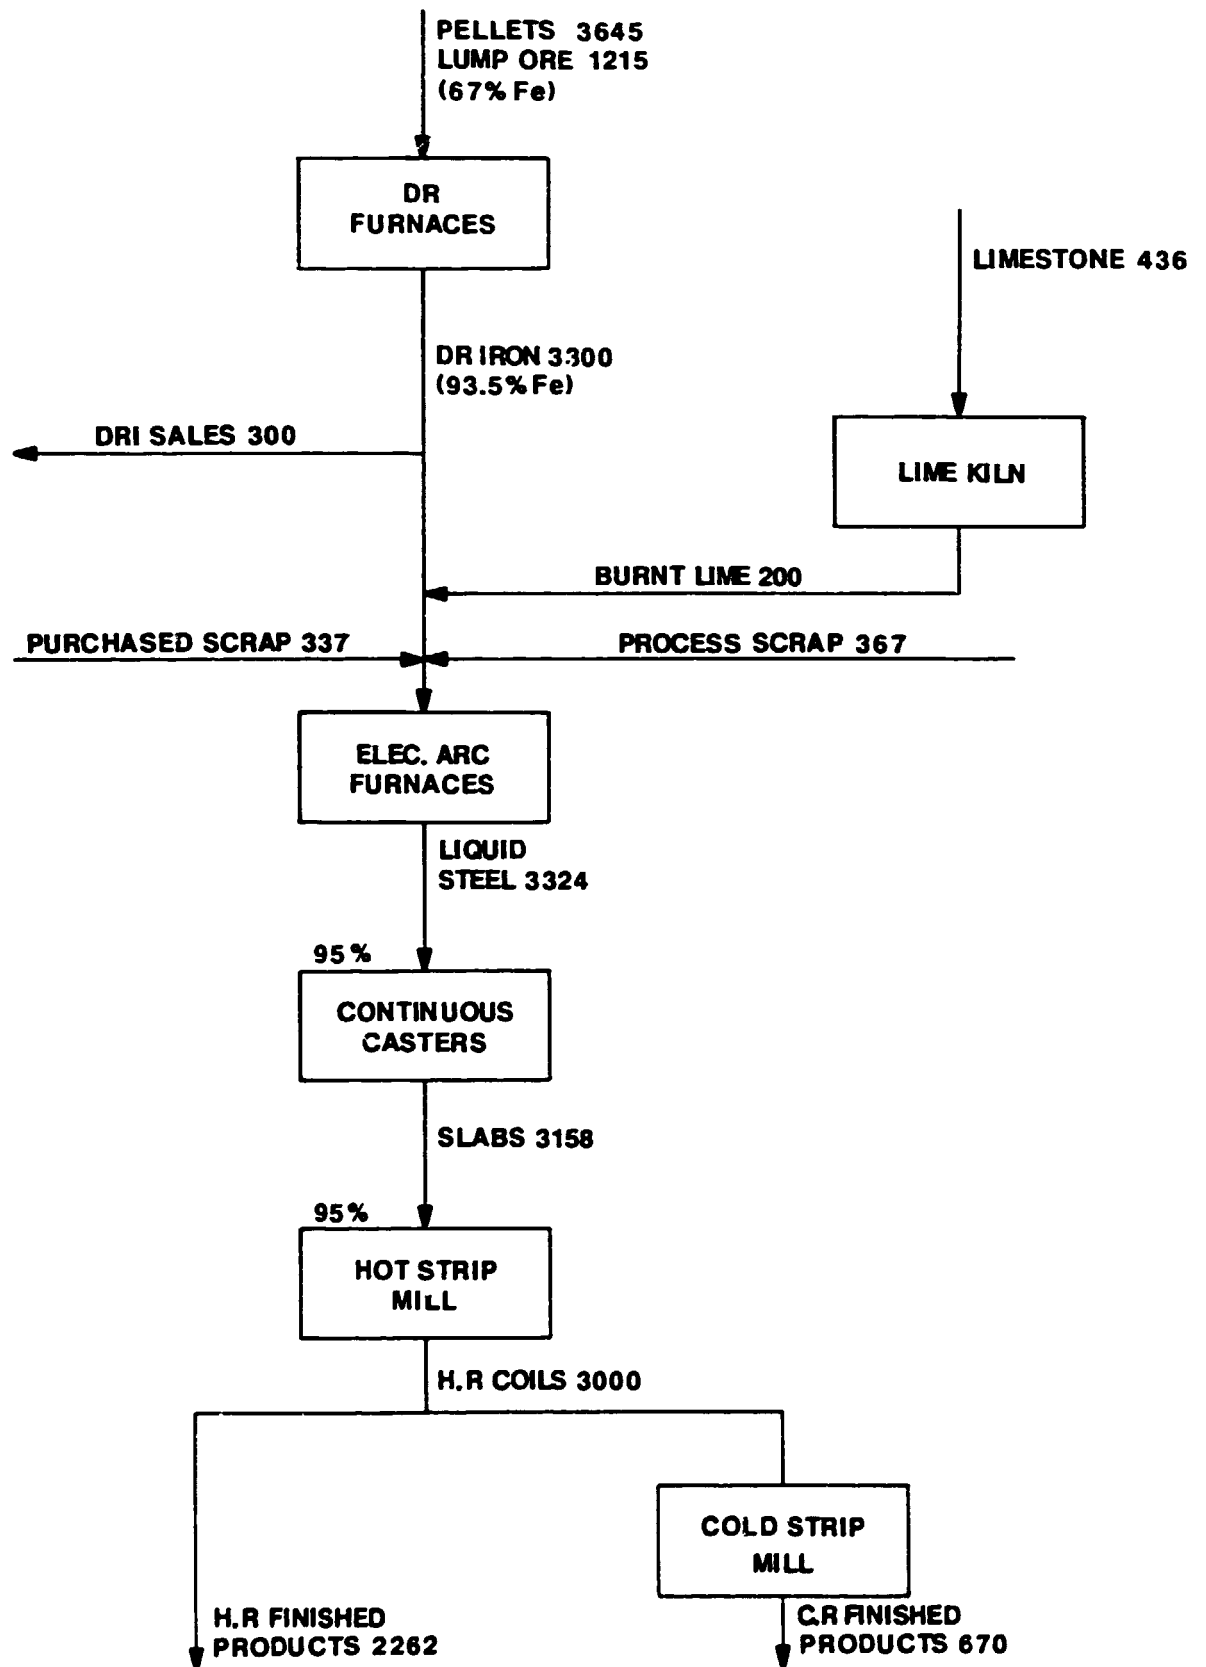 PELLETS 3645
LUMP ORE 1215
(67% Fe)
DR
FURNACES
LIMESTONE 436
DR IRON 3300
(93.5% Fe)
DRI SALES 300
LIME KILN
BURNT LIME 200
PURCHASED SCRAP 337
PROCESS SCRAP 367
ELEC. ARC
FURNACES
LIQUID
STEEL 3324
95%
CONTINUOUS
CASTERS
SLABS 3158
95%
HOT STRIP
MILL
H.R COILS 3000
COLD STRIP
MILL
H.R FINISHED
PRODUCTS 2262
C.R FINISHED
PRODUCTS 670